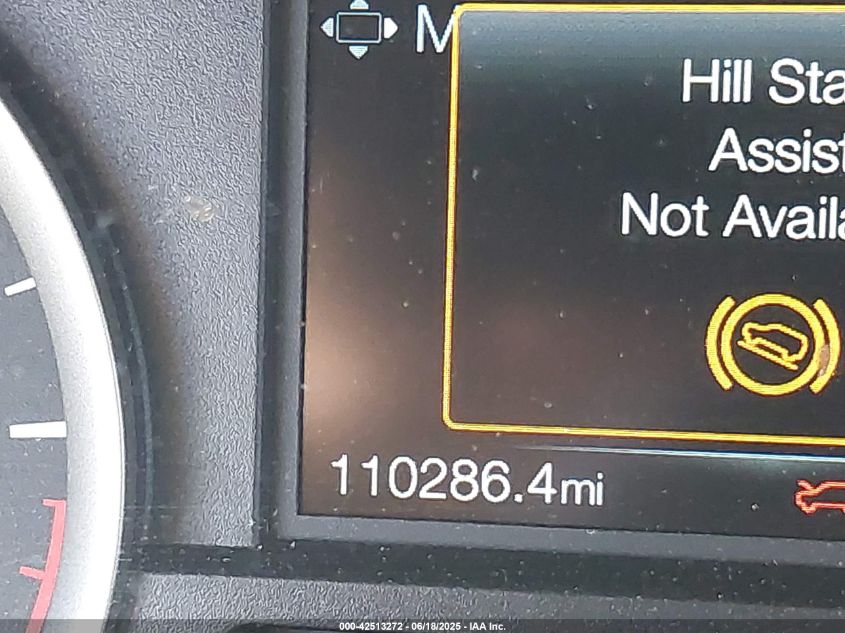 M
Hill Sta
Assist
Not Availa
110286.4mi
000-42513272 - 06/18/2025 - IAA Inc.